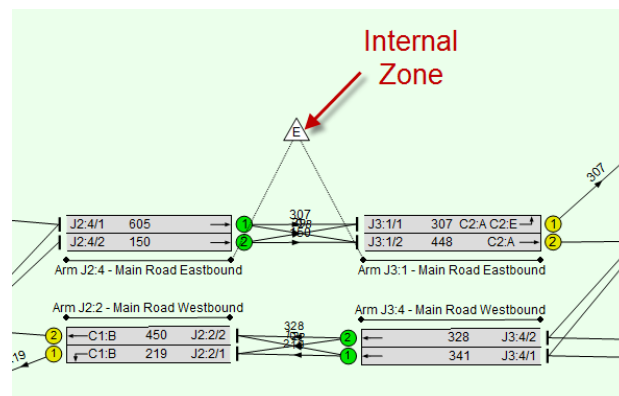 Internal
Zone
E
307
307
150
J2:4/1 605 1
J2:4/2 150 2
J3:1/1 307 C2:A C2:E 1
J3:1/2 448 C2:A 2
Arm J2:4 - Main Road Eastbound
Arm J3:1 - Main Road Eastbound
Arm J2:2 - Main Road Westbound
Arm J3:4 - Main Road Westbound
328
2 C1:B 450 J2:2/2
1 C1:B 219 J2:2/1
2 328 J3:4/2
1 341 J3:4/1
19